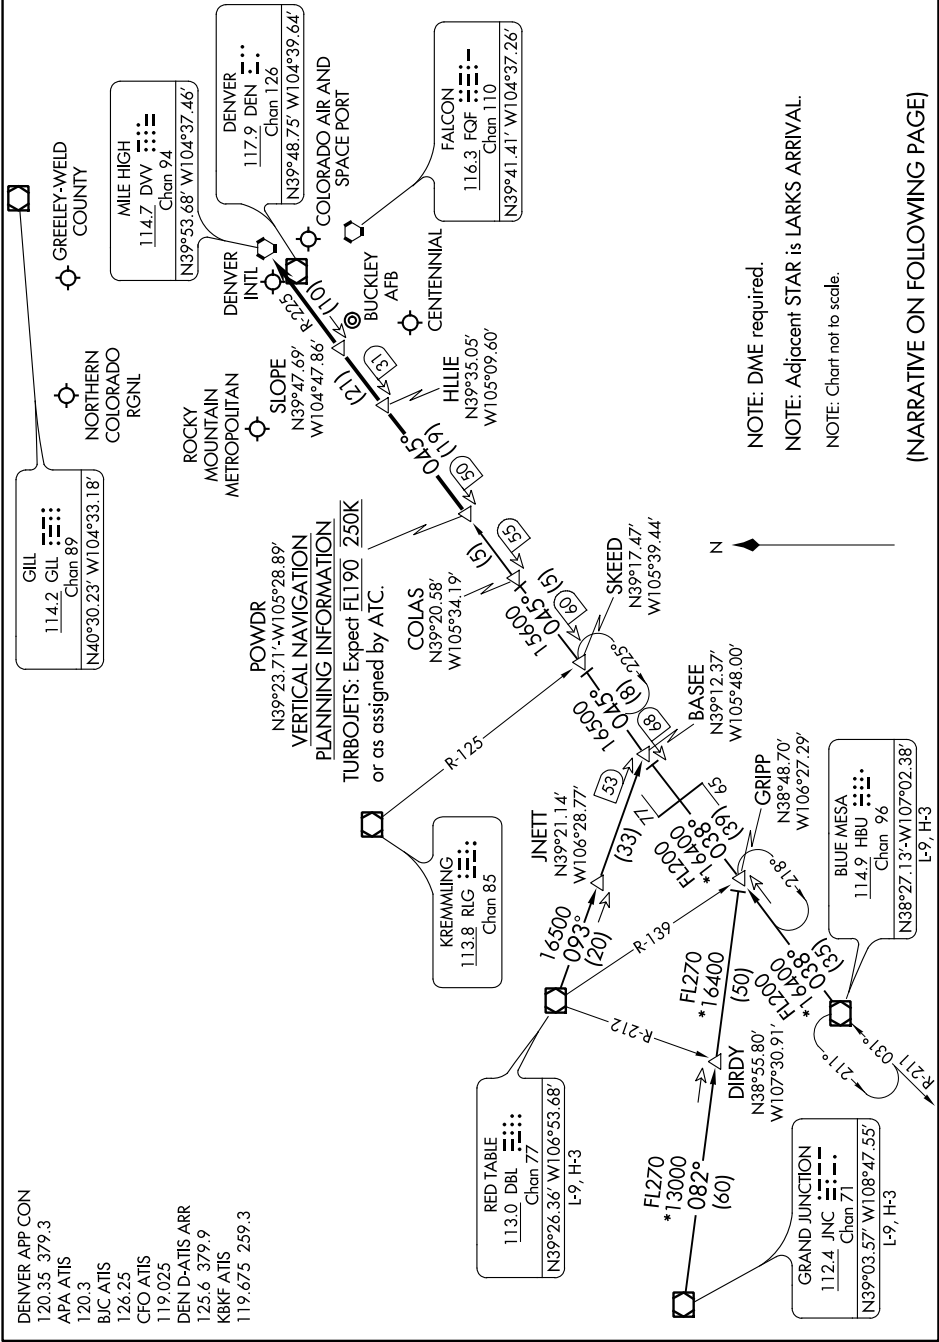 DENVER APP CON
120.35 379.3
APA ATIS
120.3
BJC ATIS
126.25
CFO ATIS
119.025
DEN D-ATIS ARR
125.6 379.9
KBKF ATIS
119.675 259.3
GILL
114.2 GLL
Chan 89
N40°30.23' W104°33.18'
NORTHERN
COLORADO
RGNL
GREELEY-WELD
COUNTY
MILE HIGH
114.7 DVV
Chan 94
N39°53.68' W104°37.46'
DENVER
117.9 DEN
Chan 126
N39°48.75' W104°39.64'
ROCKY
MOUNTAIN
METROPOLITAN
DENVER
INTL
COLORADO AIR AND
SPACE PORT
BUCKLEY
AFB
CENTENNIAL
FALCON
116.3 FQF
Chan 110
N39°41.41' W104°37.26'
R-225
(10)
SLOPE
N39°47.69'
W104°47.86'
(21)
31
HLLIE
N39°35.05'
W105°09.60'
045°
(19)
50
POWDR
N39°23.71'-W105°28.89'
VERTICAL NAVIGATION
PLANNING INFORMATION
TURBOJETS: Expect FL190 250K
or as assigned by ATC.
(5)
55
COLAS
N39°20.58'
W105°34.19'
15600
045°
(5)
60
SKEED
N39°17.47'
W105°39.44'
225°
KREMMLING
113.8 RLG
Chan 85
R-125
16500
045°
(8)
68
BASEE
N39°12.37'
W105°48.00'
JNETT
N39°21.14'
W106°28.77'
53
(33)
77
65
16500
093°
(20)
RED TABLE
113.0 DBL
Chan 77
N39°26.36' W106°53.68'
L-9, H-3
R-139
R-212
FL200
*16400
038°
(39)
GRIPP
N38°48.70'
W106°27.29'
218°
FL270
*16400
(50)
DIRDY
N38°55.80'
W107°30.91'
FL270
*13000
082°
(60)
GRAND JUNCTION
112.4 JNC
Chan 71
N39°03.57' W108°47.55'
L-9, H-3
FL200
*16400
038°
(35)
BLUE MESA
114.9 HBU
Chan 96
N38°27.13'-W107°02.38'
L-9, H-3
211°
031°
R-211
N
NOTE: DME required.
NOTE: Adjacent STAR is LARKS ARRIVAL.
NOTE: Chart not to scale.
(NARRATIVE ON FOLLOWING PAGE)